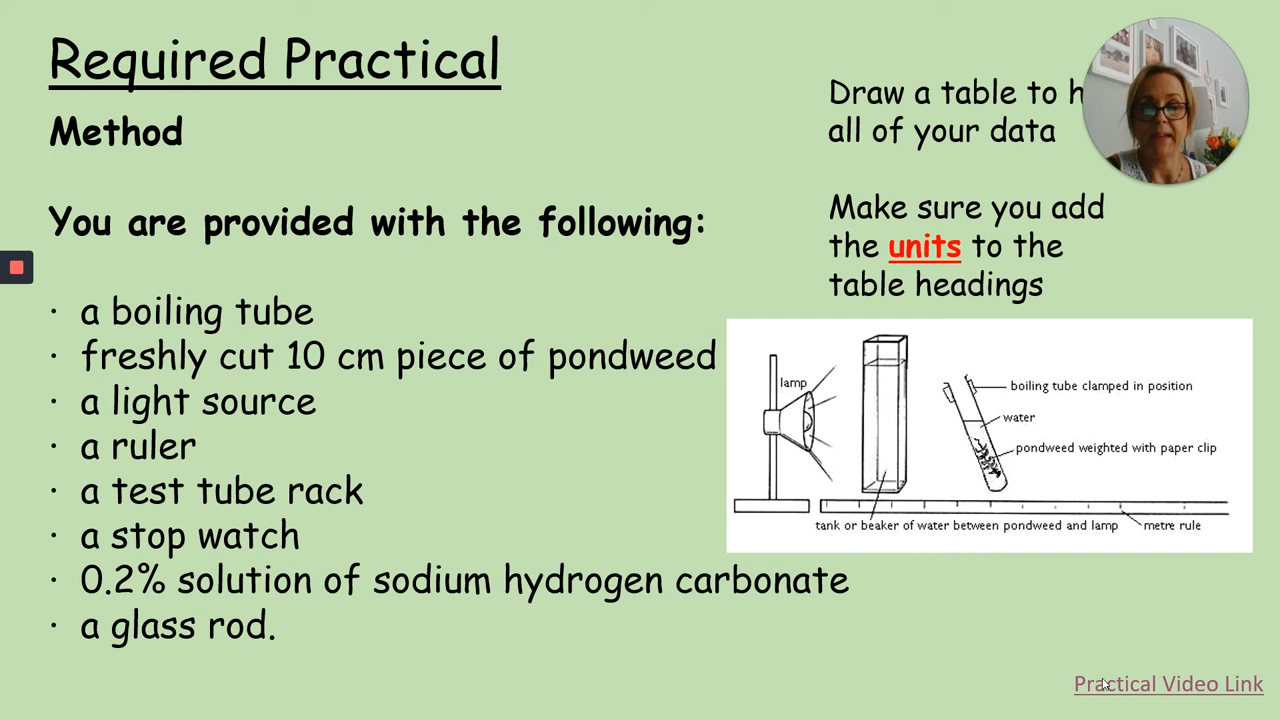 Required Practical
Method
You are provided with the following:
· a boiling tube
· freshly cut 10 cm piece of pondweed
· a light source
· a ruler
· a test tube rack
· a stop watch
· 0.2% solution of sodium hydrogen carbonate
· a glass rod.
Draw a table to
all of your data
Make sure you add
the units to the
table headings
lamp
boiling tube clamped in position
water
pondweed weighted with paper clip
tank or beaker of water between pondweed and lamp
metre rule
Practical Video Link